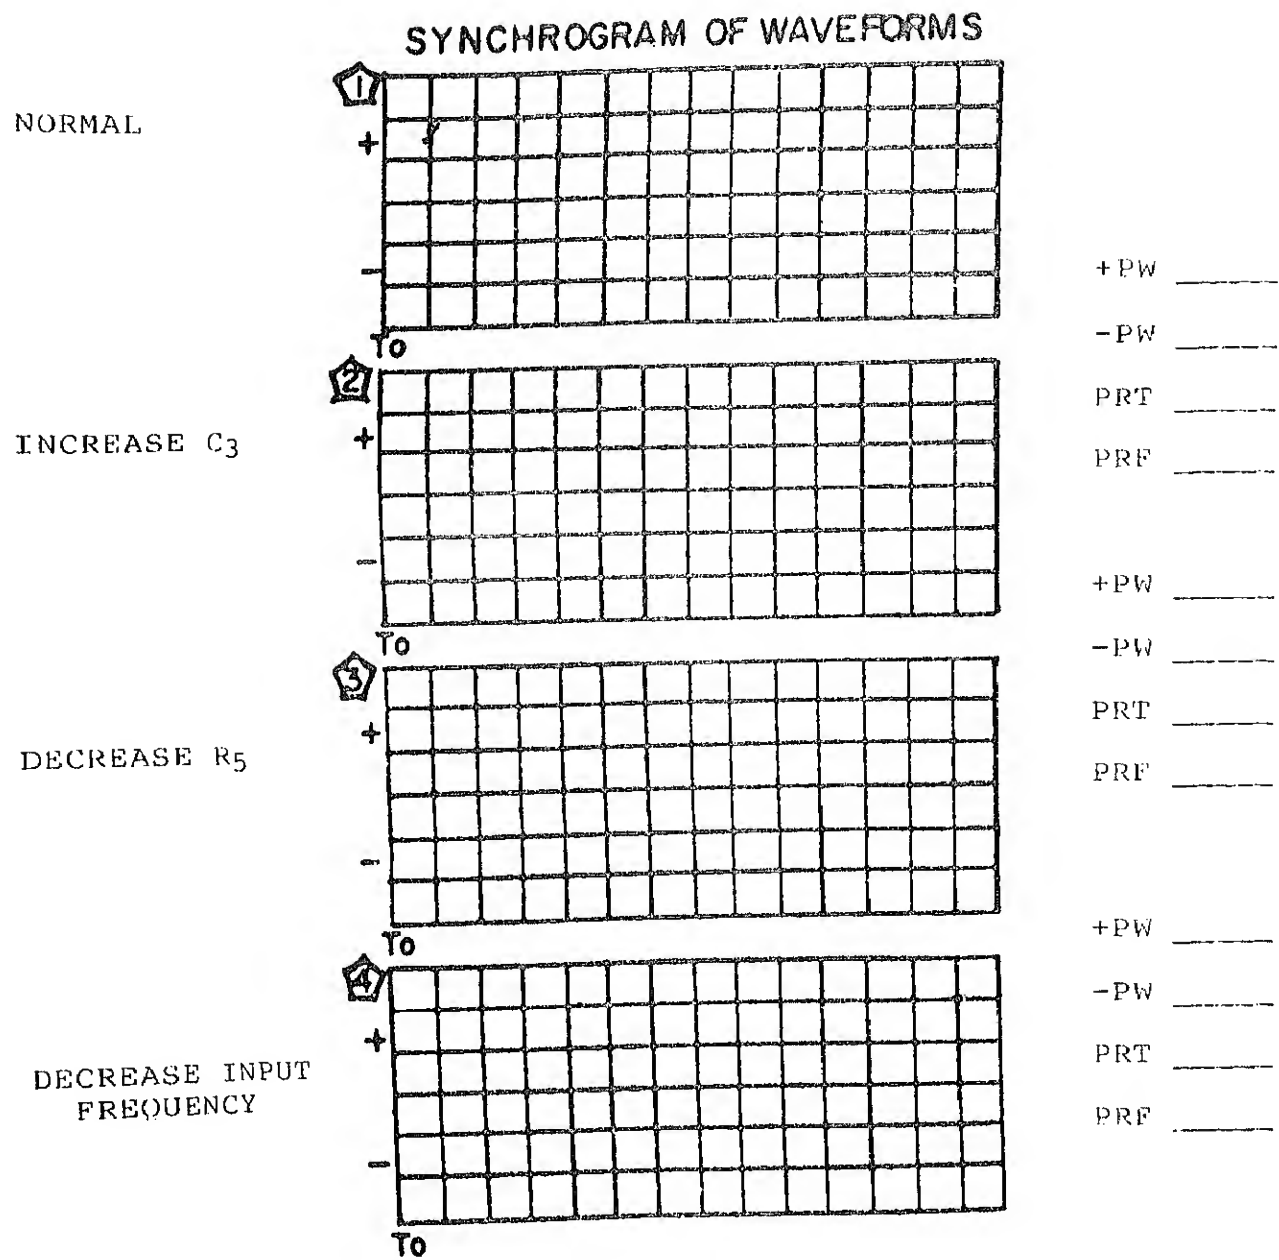 SYNCHROGRAM OF WAVEFORMS
NORMAL
1
+
-
To
+PW
-PW
PRT
PRF
INCREASE C3
2
+
-
To
+PW
-PW
PRT
PRF
DECREASE R5
3
+
-
To
+PW
-PW
PRT
PRF
DECREASE INPUT
FREQUENCY
4
+
-
To